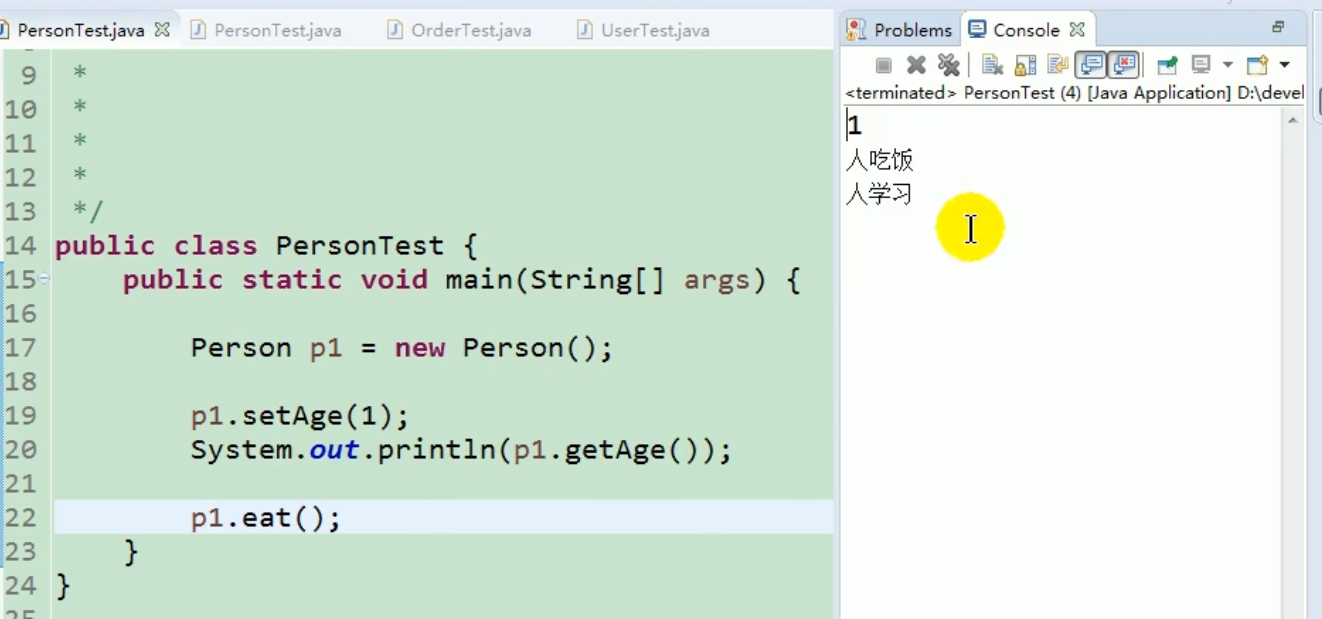 PersonTest.java PersonTest.java OrderTest.java UserTest.java
9 *
10 *
11 *
12 *
13 */
14 public class PersonTest {
15 public static void main(String[] args) {
16
17 Person p1 = new Person();
18
19 p1.setAge(1);
20 System.out.println(p1.getAge());
21
22 p1.eat();
23 }
24 }
25
Problems Console
<terminated> PersonTest (4) [Java Application] D:\devel
1
人吃饭
人学习